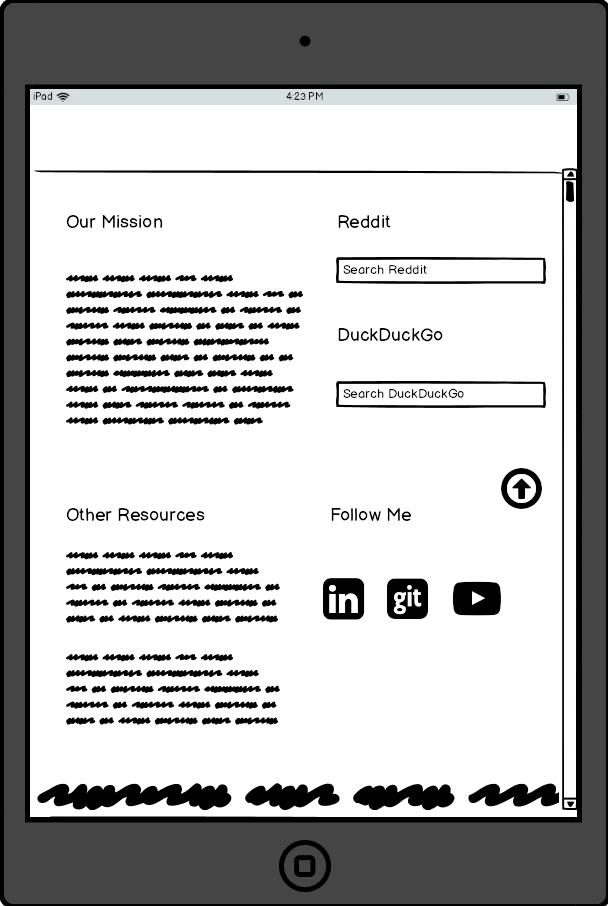 iPad 4:23 PM
Our Mission
Reddit
Search Reddit
DuckDuckGo
Search DuckDuckGo
Other Resources
Follow Me
in git